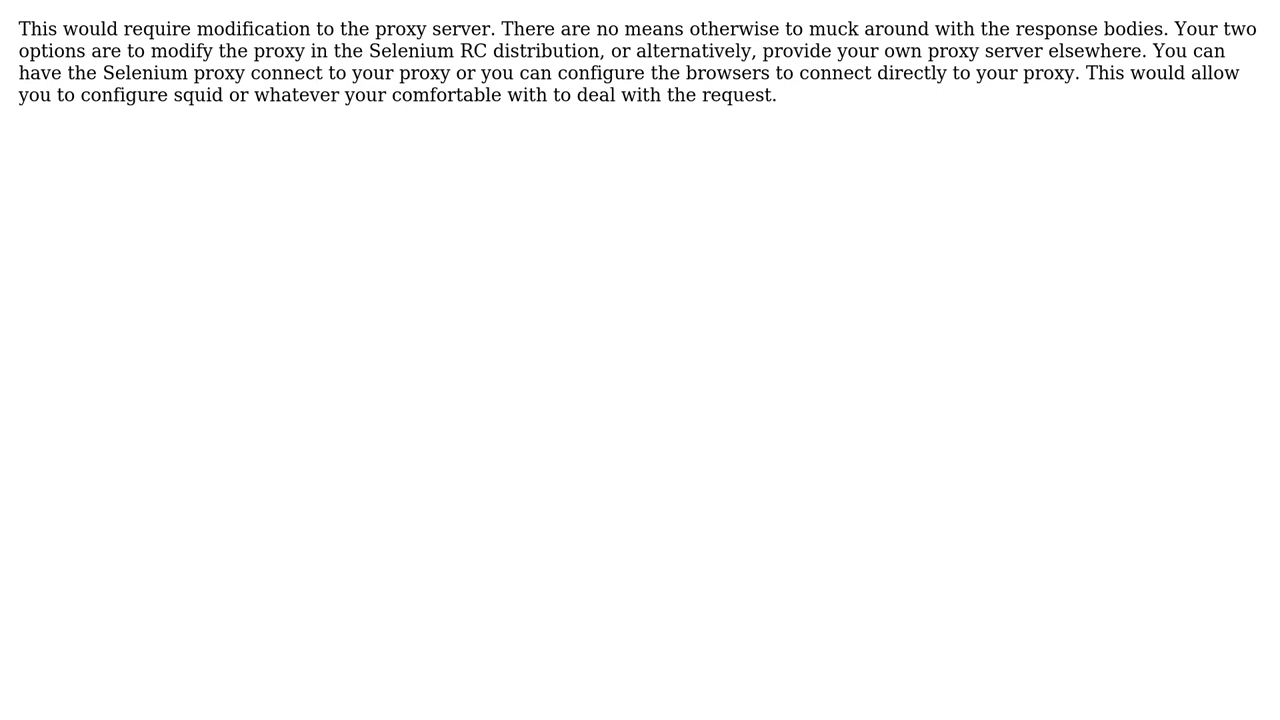 This would require modification to the proxy server. There are no means otherwise to muck around with the response bodies. Your two
options are to modify the proxy in the Selenium RC distribution, or alternatively, provide your own proxy server elsewhere. You can
have the Selenium proxy connect to your proxy or you can configure the browsers to connect directly to your proxy. This would allow
you to configure squid or whatever your comfortable with to deal with the request.